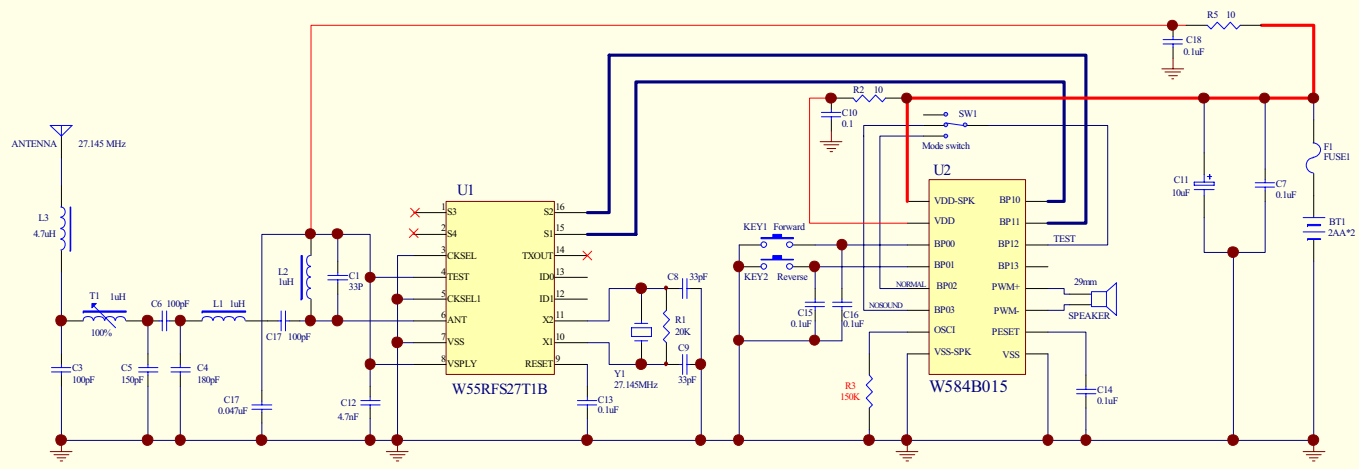 R5 10
C18
0.1uF
ANTENNA 27.145 MHz
L3
4.7uH
T1 1uH
100%
C6 100pF
L1 1uH
C17 100pF
L2
1uH
C1
33P
C3
100pF
C5
150pF
C4
180pF
C17
0.047uF
C12
4.7nF
U1
1 S3
2 S4
3 CKSEL
4 TEST
5 CKSEL1
6 ANT
7 VSS
8 VSPLY
S2 16
S1 15
TXOUT 14
ID0 13
ID1 12
X2 11
X1 10
RESET 9
W55RFS27T1B
C8 33pF
R1
20K
C9
33pF
Y1
27.145MHz
C13
0.1uF
R2 10
C10
0.1
SW1
Mode switch
KEY1 Forward
KEY2 Reverse
C15
0.1uF
C16
0.1uF
NORMAL
NOSOUND
R3
150K
U2
VDD-SPK
VDD
BP00
BP01
BP02
BP03
OSCI
VSS-SPK
BP10
BP11
BP12
BP13
PWM+
PWM-
PESET
VSS
W584B015
TEST
29mm
SPEAKER
C14
0.1uF
C11
10uF
+
C7
0.1uF
F1
FUSE1
BT1
2AA*2